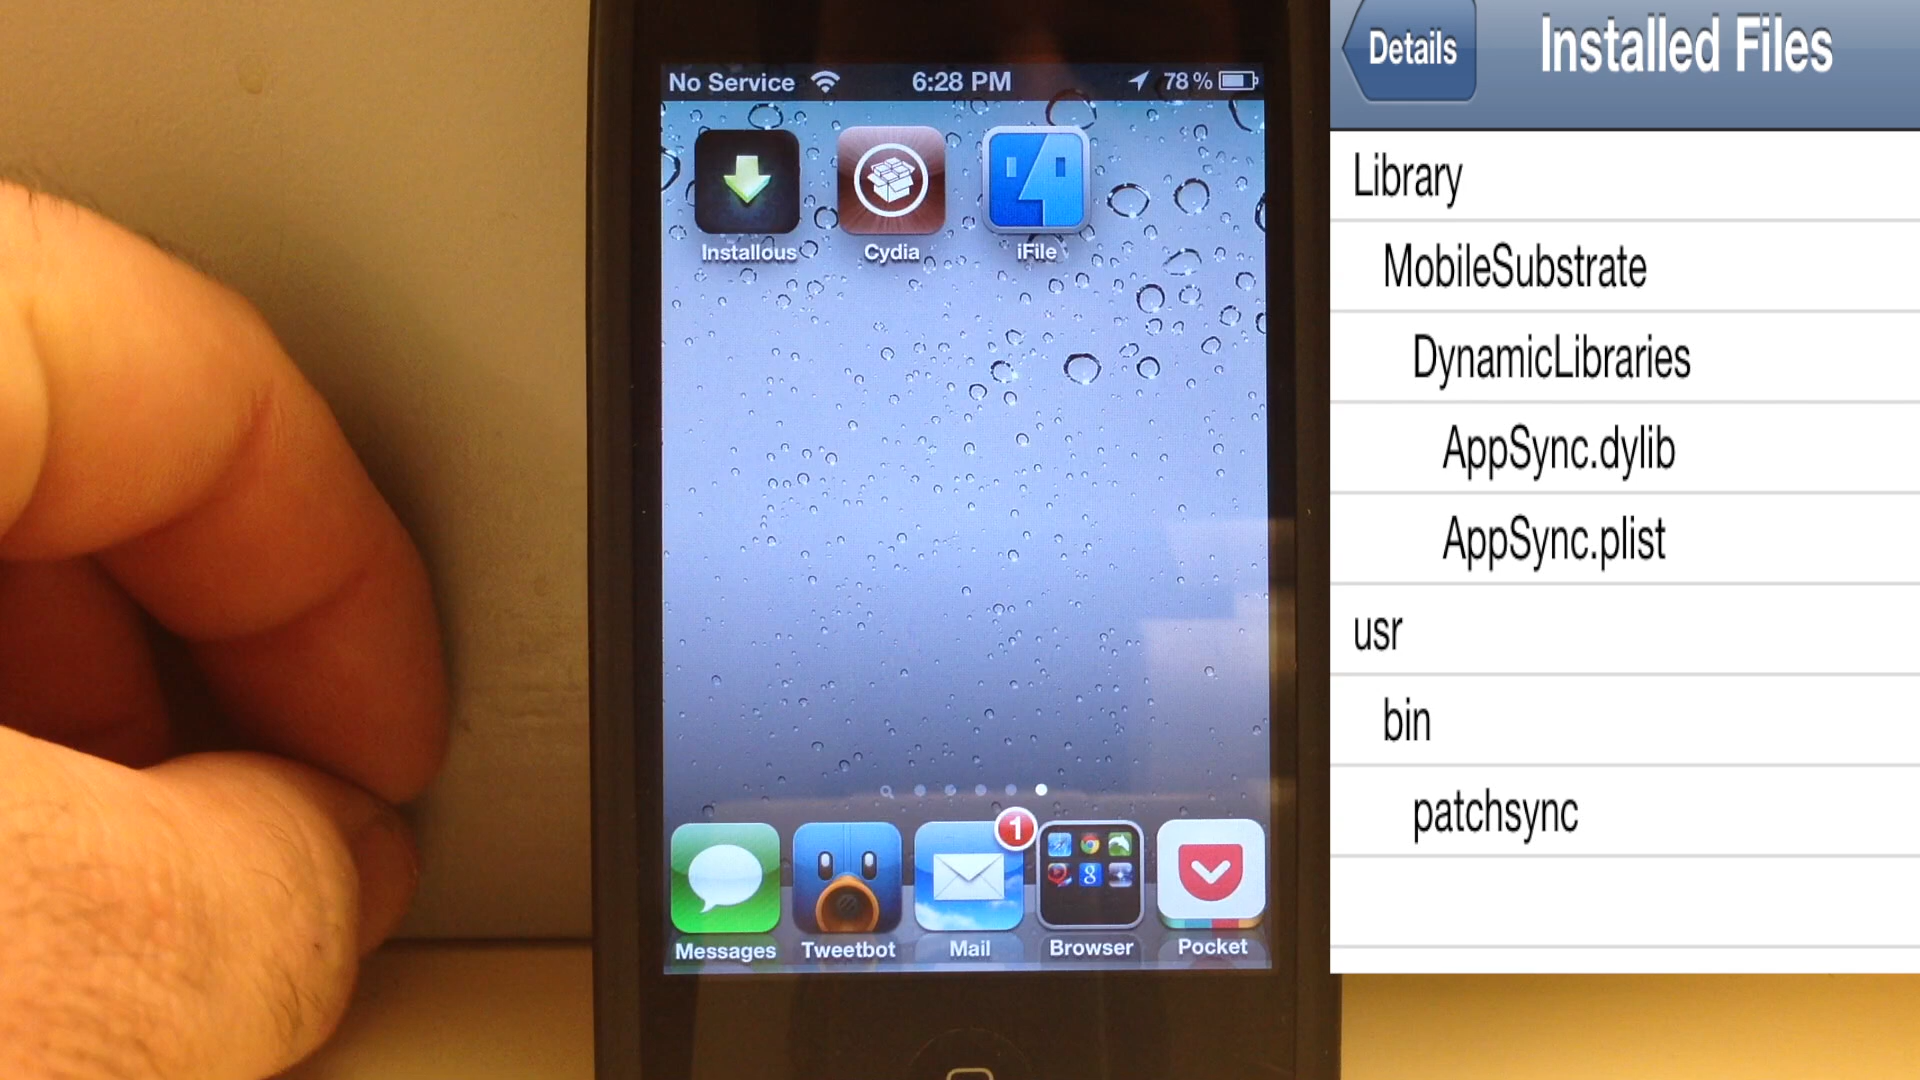 No Service 6:28 PM 78%
Installous Cydia iFile
1
8
Messages Tweetbot Mail Browser Pocket
Details Installed Files
Library
MobileSubstrate
DynamicLibraries
AppSync.dylib
AppSync.plist
usr
bin
patchsync